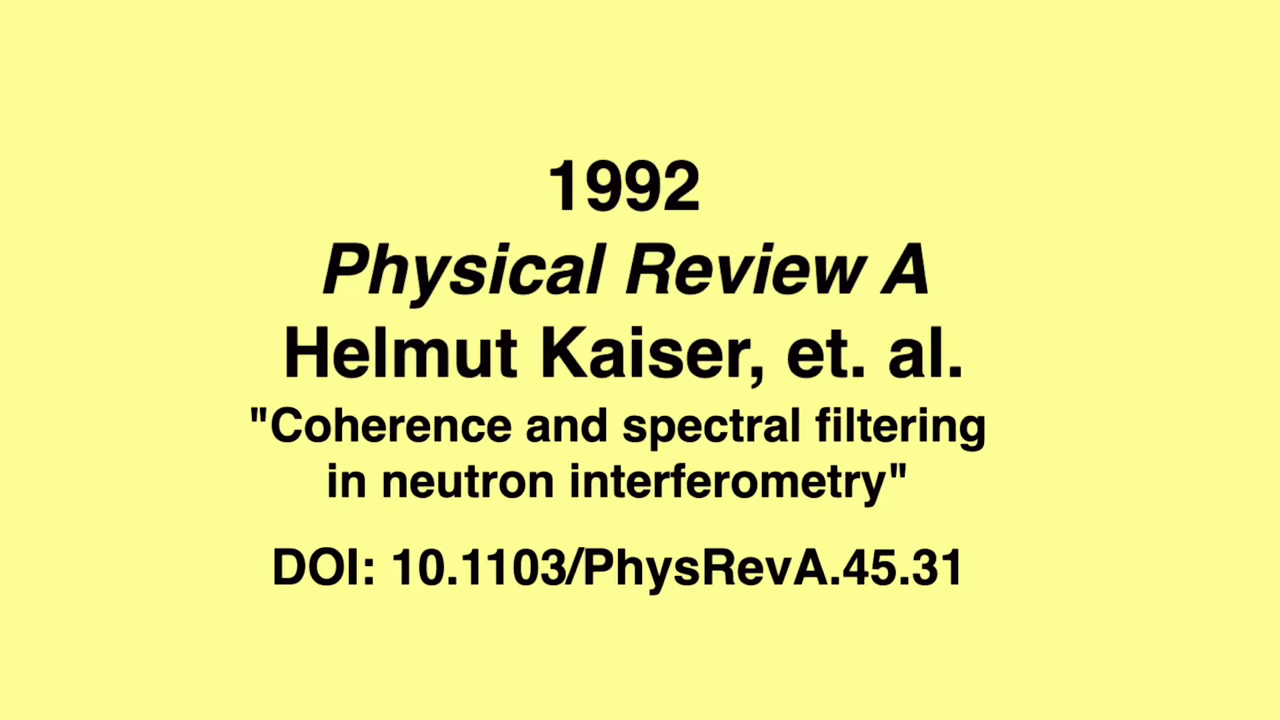 1992
Physical Review A
Helmut Kaiser, et. al.
"Coherence and spectral filtering
in neutron interferometry"
DOI: 10.1103/PhysRevA.45.31